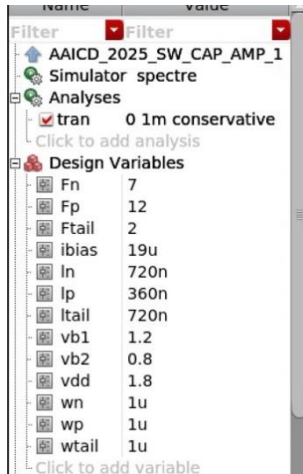 Name Value
Filter Filter
AAICD_2025_SW_CAP_AMP_1
Simulator spectre
Analyses
tran 0 1m conservative
Click to add analysis
Design Variables
Fn 7
Fp 12
Ftail 2
ibias 19u
ln 720n
lp 360n
ltail 720n
vb1 1.2
vb2 0.8
vdd 1.8
wn 1u
wp 1u
wtail 1u
Click to add variable